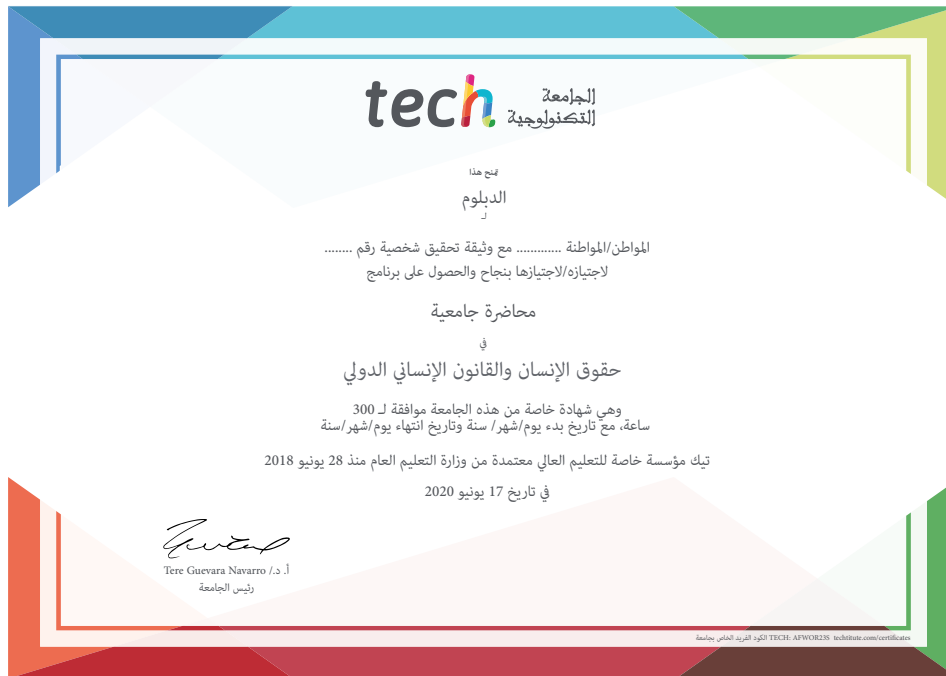 tech الجامعة التكنولوجية
تمنح هذا
الدبلوم
لـ
المواطن/المواطنة ............. مع وثيقة تحقيق شخصية رقم ........
لاجتيازه/لاجتيازها بنجاح والحصول على برنامج
محاضرة جامعية
في
حقوق الإنسان والقانون الإنساني الدولي
وهي شهادة خاصة من هذه الجامعة موافقة لـ 300
ساعة، مع تاريخ بدء يوم/شهر/ سنة وتاريخ انتهاء يوم/شهر/سنة
تيك مؤسسة خاصة للتعليم العالي معتمدة من وزارة التعليم العام منذ 28 يونيو 2018
في تاريخ 17 يونيو 2020
أ. د./ Tere Guevara Navarro
رئيس الجامعة
الكود الفريد الخاص بجامعة TECH: AFWOR23S techtitute.com/certificates